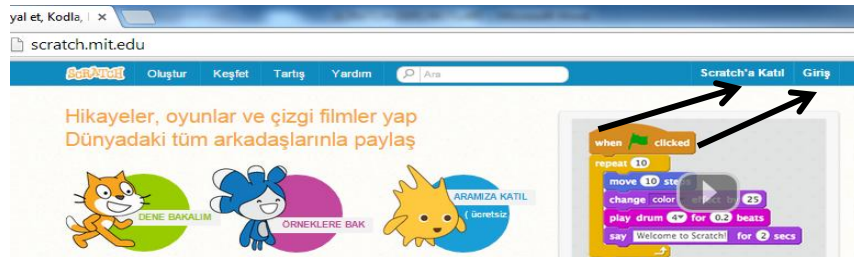 yal et, Kodla,
scratch.mit.edu
SCRATCH Oluştur Keşfet Tartış Yardım Ara Scratch'a Katıl Giriş
Hikayeler, oyunlar ve çizgi filmler yap
Dünyadaki tüm arkadaşlarınla paylaş
DENE BAKALIM
ÖRNEKLERE BAK
ARAMIZA KATIL
( ücretsiz
when clicked
repeat 10
move 10 steps
change color effect by 25
play drum 4 for 0.2 beats
say Welcome to Scratch! for 2 secs